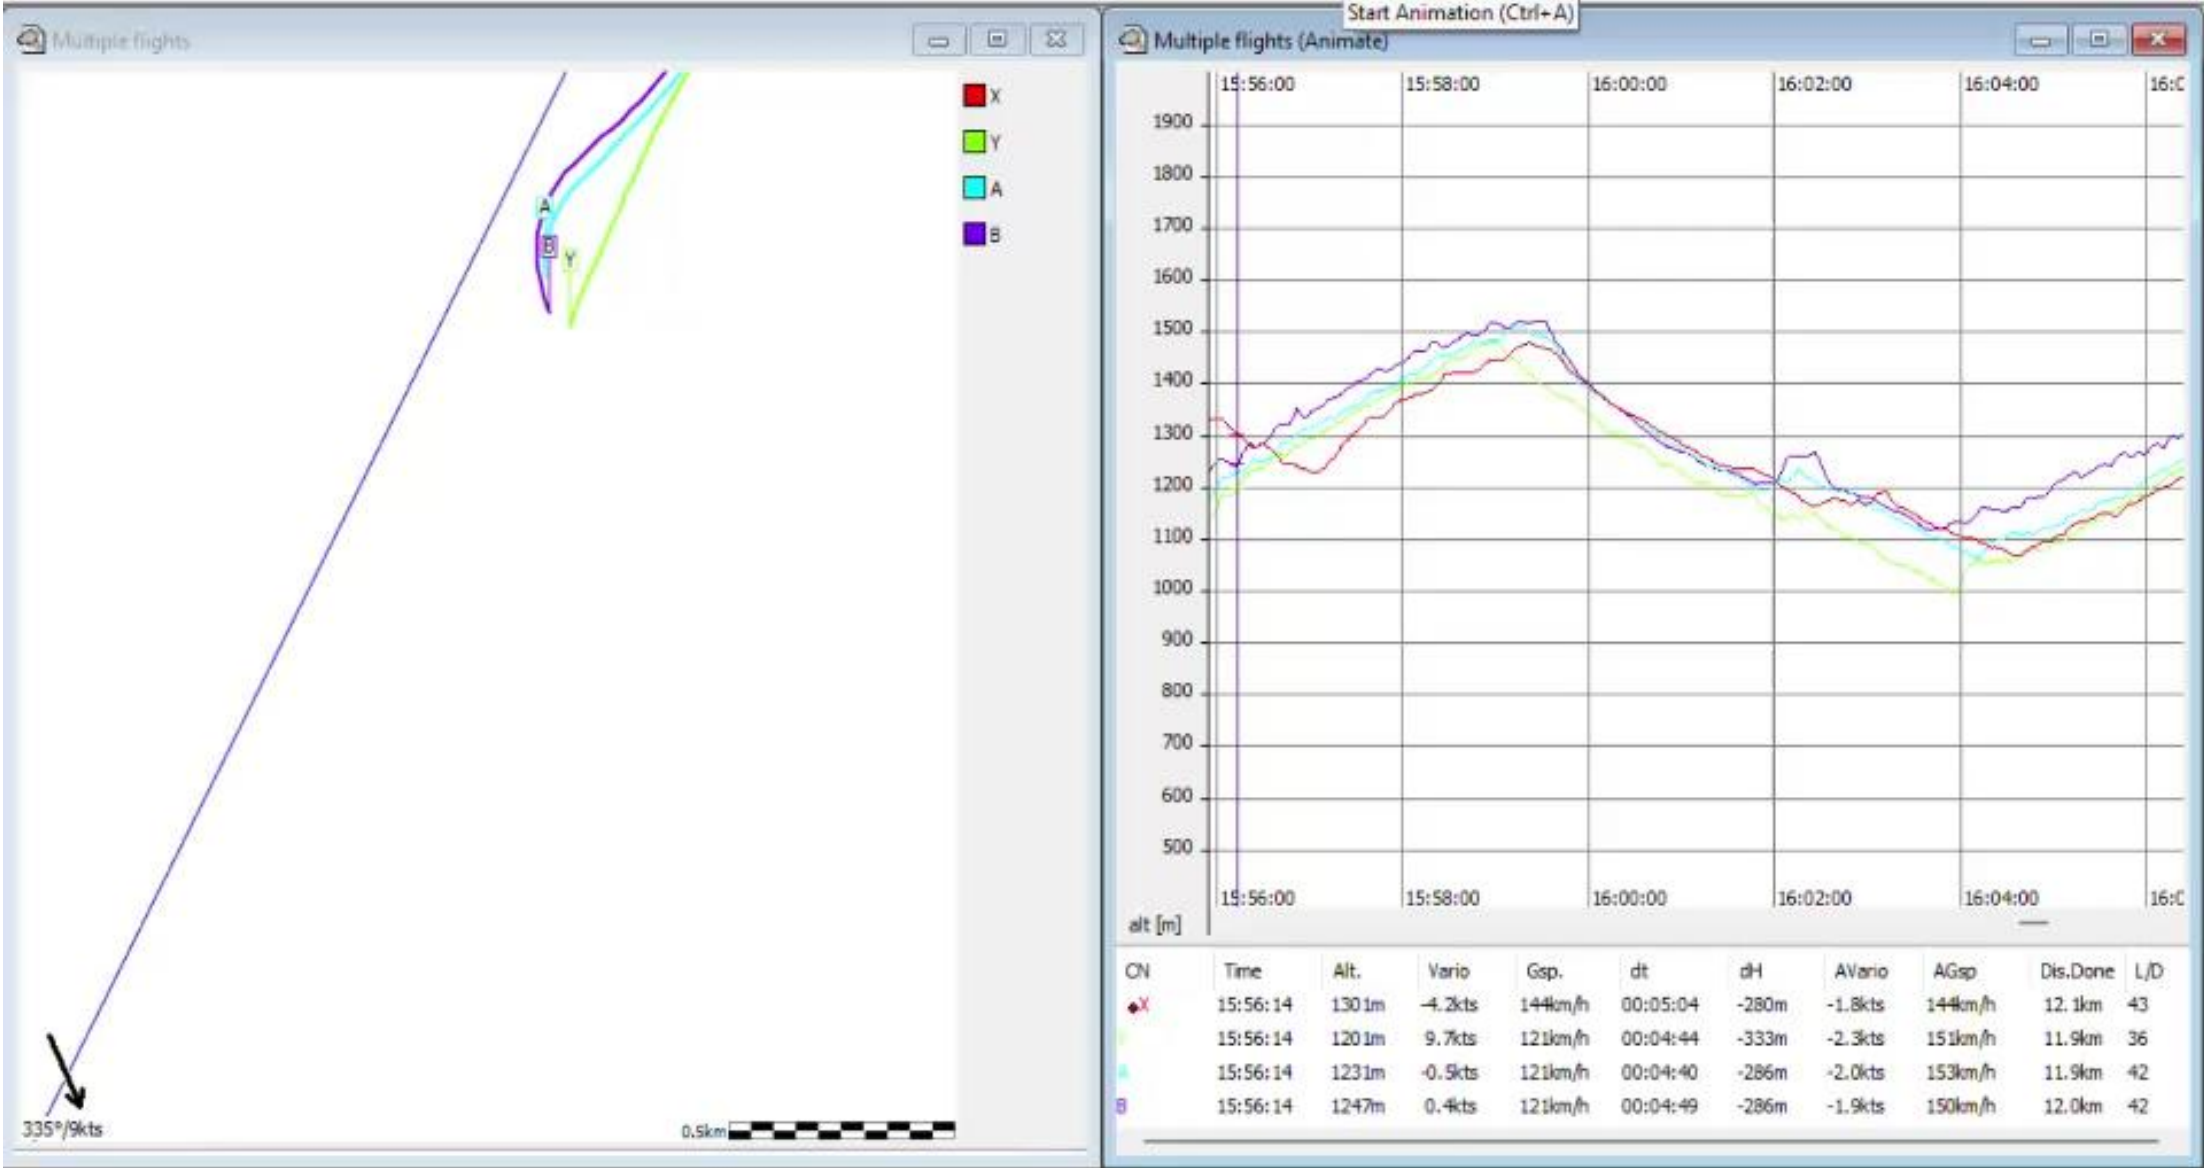 Start Animation (Ctrl+A)
Multiple flights
Multiple flights (Animate)
X
Y
A
B
A
B
Y
335°/9kts
0.5km
15:56:00 15:58:00 16:00:00 16:02:00 16:04:00 16:0
1900
1800
1700
1600
1500
1400
1300
1200
1100
1000
900
800
700
600
500
15:56:00 15:58:00 16:00:00 16:02:00 16:04:00 16:0
alt [m]
CN Time Alt. Vario Gsp. dt dH AVario AGsp Dis.Done L/D
X 15:56:14 1301m -4.2kts 144km/h 00:05:04 -280m -1.8kts 144km/h 12.1km 43
15:56:14 1201m 9.7kts 121km/h 00:04:44 -333m -2.3kts 151km/h 11.9km 36
A 15:56:14 1231m -0.5kts 121km/h 00:04:40 -286m -2.0kts 153km/h 11.9km 42
B 15:56:14 1247m 0.4kts 121km/h 00:04:49 -286m -1.9kts 150km/h 12.0km 42